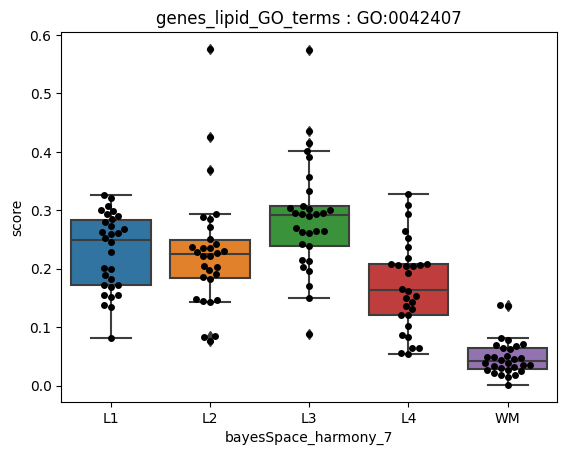 genes_lipid_GO_terms : GO:0042407
0.6
0.5
0.4
0.3
0.2
0.1
0.0
score
L1 L2 L3 L4 WM
bayesSpace_harmony_7